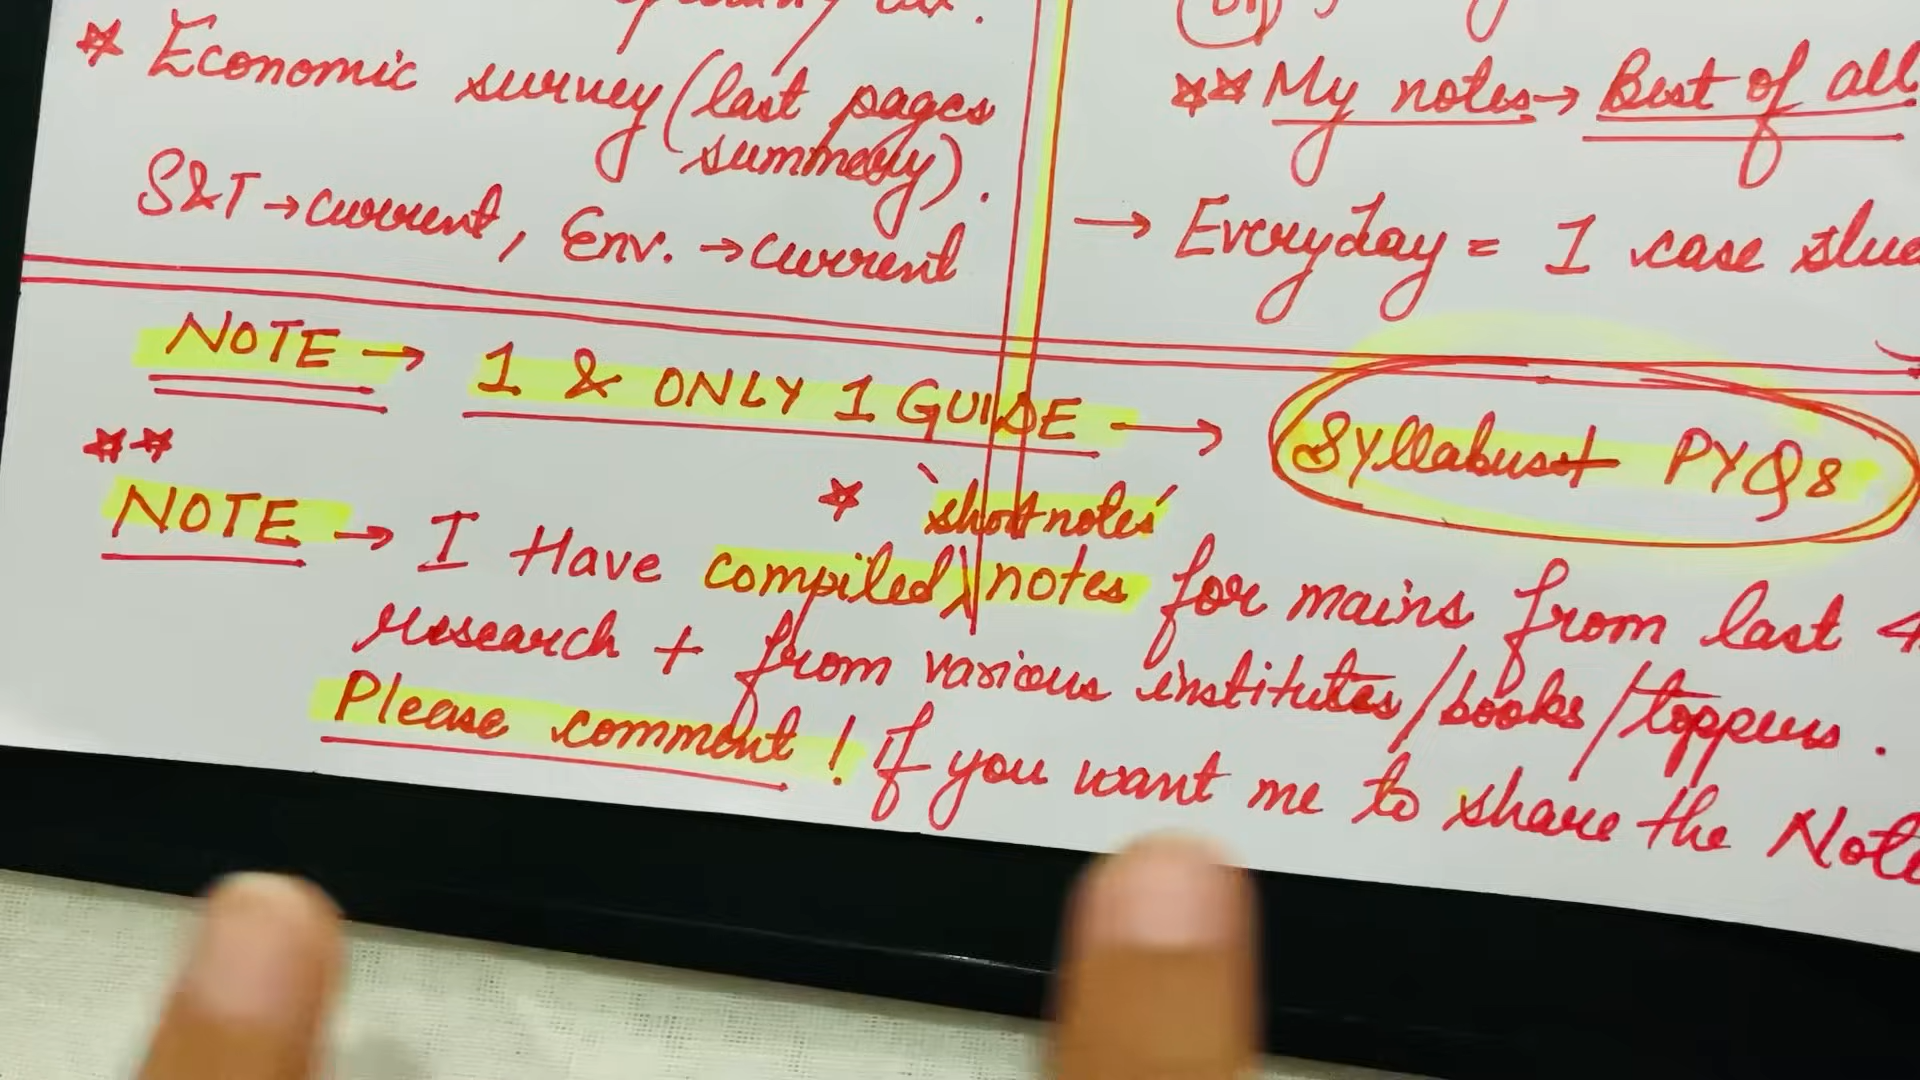 * Economic survey (last pages
summary).
S&T → current, Env. → current
** My notes → Best of all
→ Everyday = 1 case
NOTE → 1 & ONLY 1 GUIDE → Syllabus + PYQs
**
* 'short notes'
NOTE → I Have compiled notes for mains from last 4
research + from various institutes/books/toppers.
Please comment! If you want me to share the